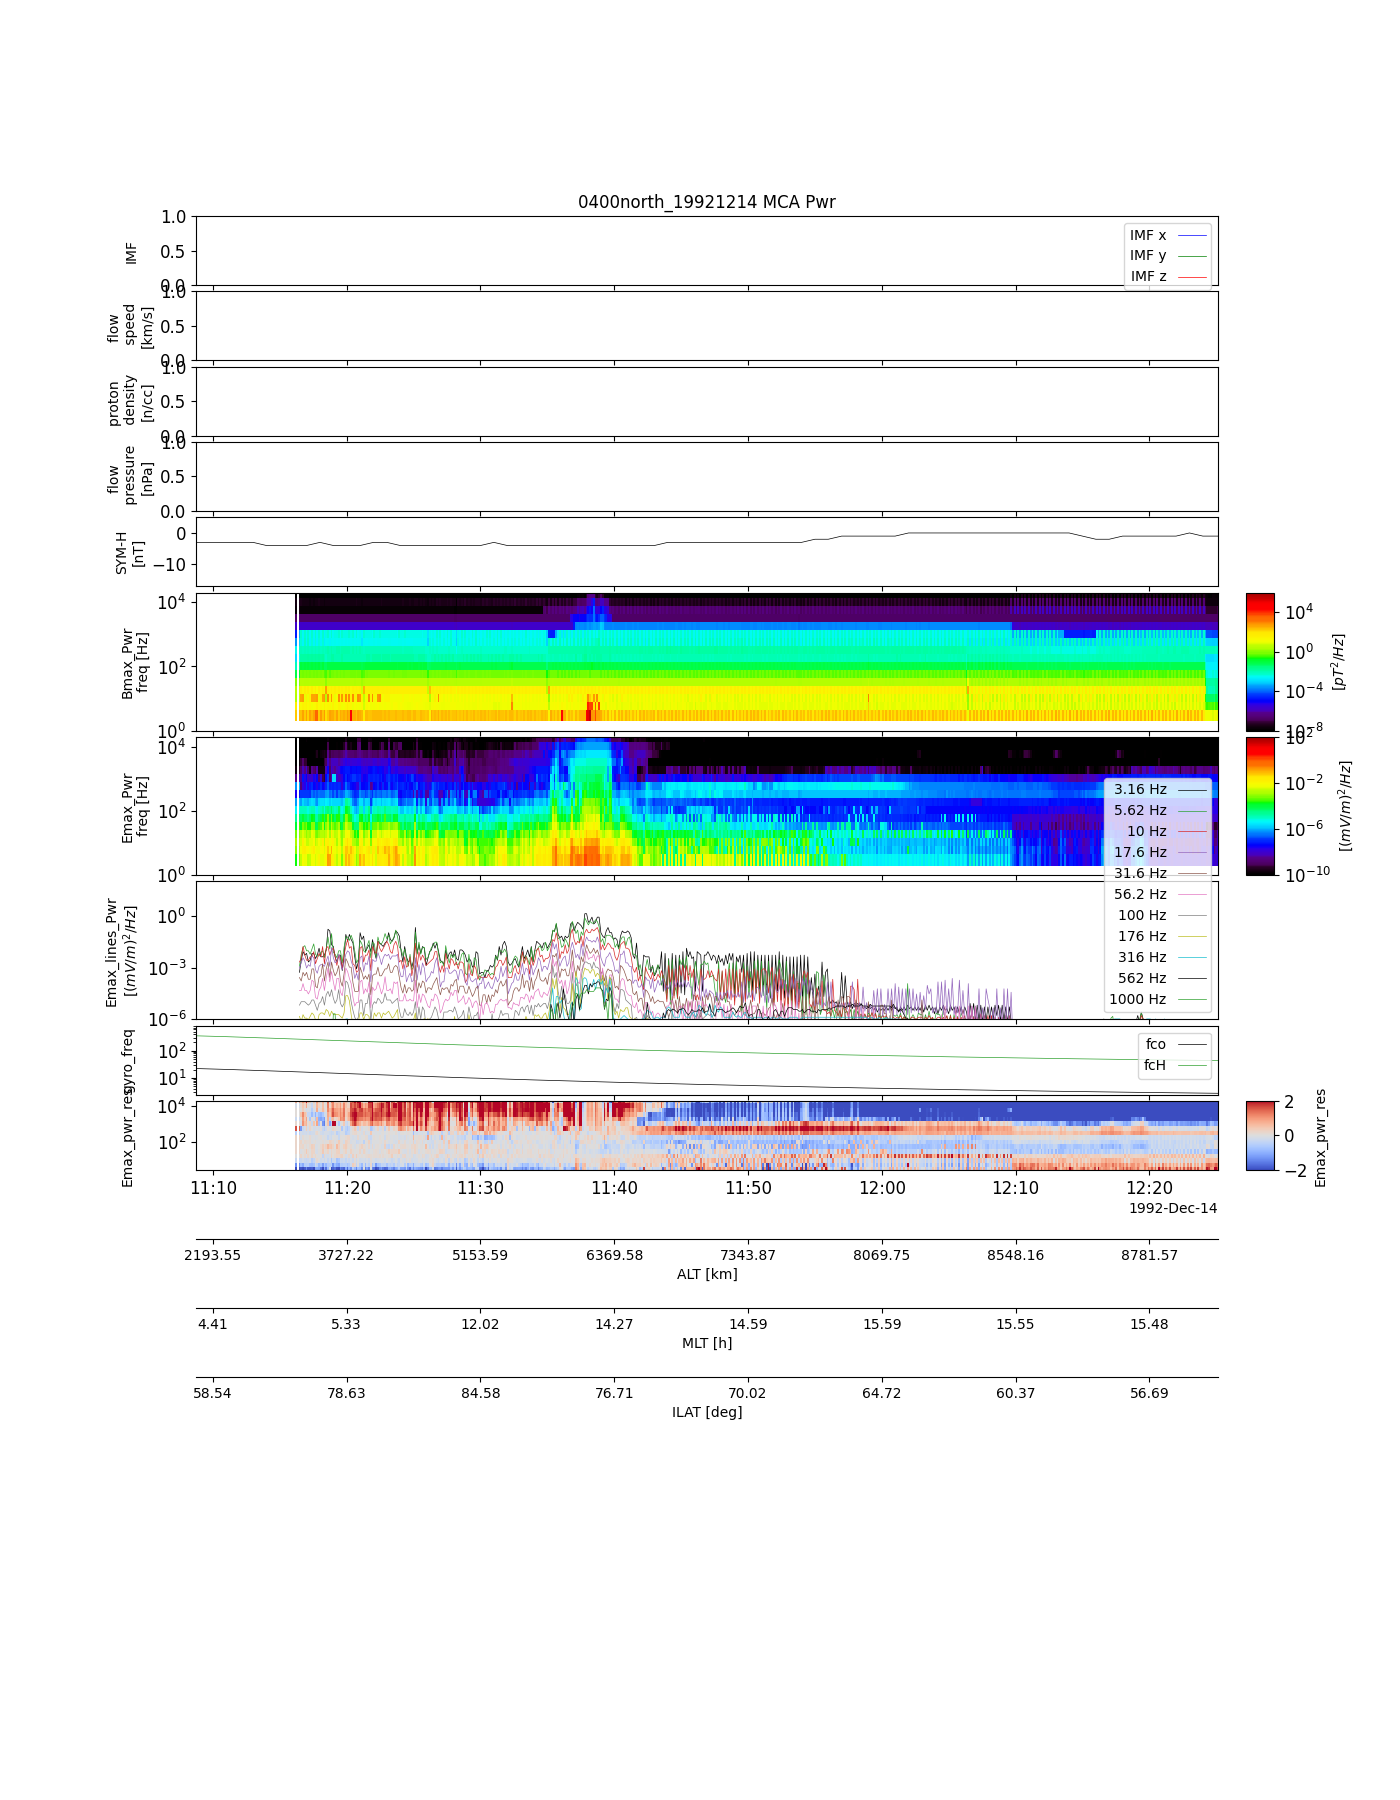 0400north_19921214 MCA Pwr
IMF
1.0
0.5
0.0
IMF x
IMF y
IMF z
flow
speed
[km/s]
1.0
0.5
0.0
proton
density
[n/cc]
1.0
0.5
0.0
flow
pressure
[nPa]
1.0
0.5
0.0
SYM-H
[nT]
0
−10
Bmax_Pwr
freq [Hz]
10^4
10^2
10^0
10^4
10^0
10^−4
10^−8
[pT^2/Hz]
Emax_Pwr
freq [Hz]
10^4
10^2
10^0
10^2
10^−2
10^−6
10^−10
[(mV/m)^2/Hz]
3.16 Hz
5.62 Hz
10 Hz
17.6 Hz
31.6 Hz
56.2 Hz
100 Hz
176 Hz
316 Hz
562 Hz
1000 Hz
Emax_lines_Pwr
[(mV/m)^2/Hz]
10^0
10^−3
10^−6
gyro_freq
10^2
10^1
fco
fcH
Emax_pwr_res
10^4
10^2
2
0
−2
Emax_pwr_res
11:10 11:20 11:30 11:40 11:50 12:00 12:10 12:20
1992-Dec-14
2193.55 3727.22 5153.59 6369.58 7343.87 8069.75 8548.16 8781.57
ALT [km]
4.41 5.33 12.02 14.27 14.59 15.59 15.55 15.48
MLT [h]
58.54 78.63 84.58 76.71 70.02 64.72 60.37 56.69
ILAT [deg]